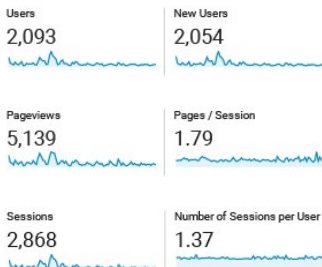 Users
New Users
2,093
2,054
Pageviews
Pages / Session
5,139
1.79
Sessions
Number of Sessions per User
2,868
1.37